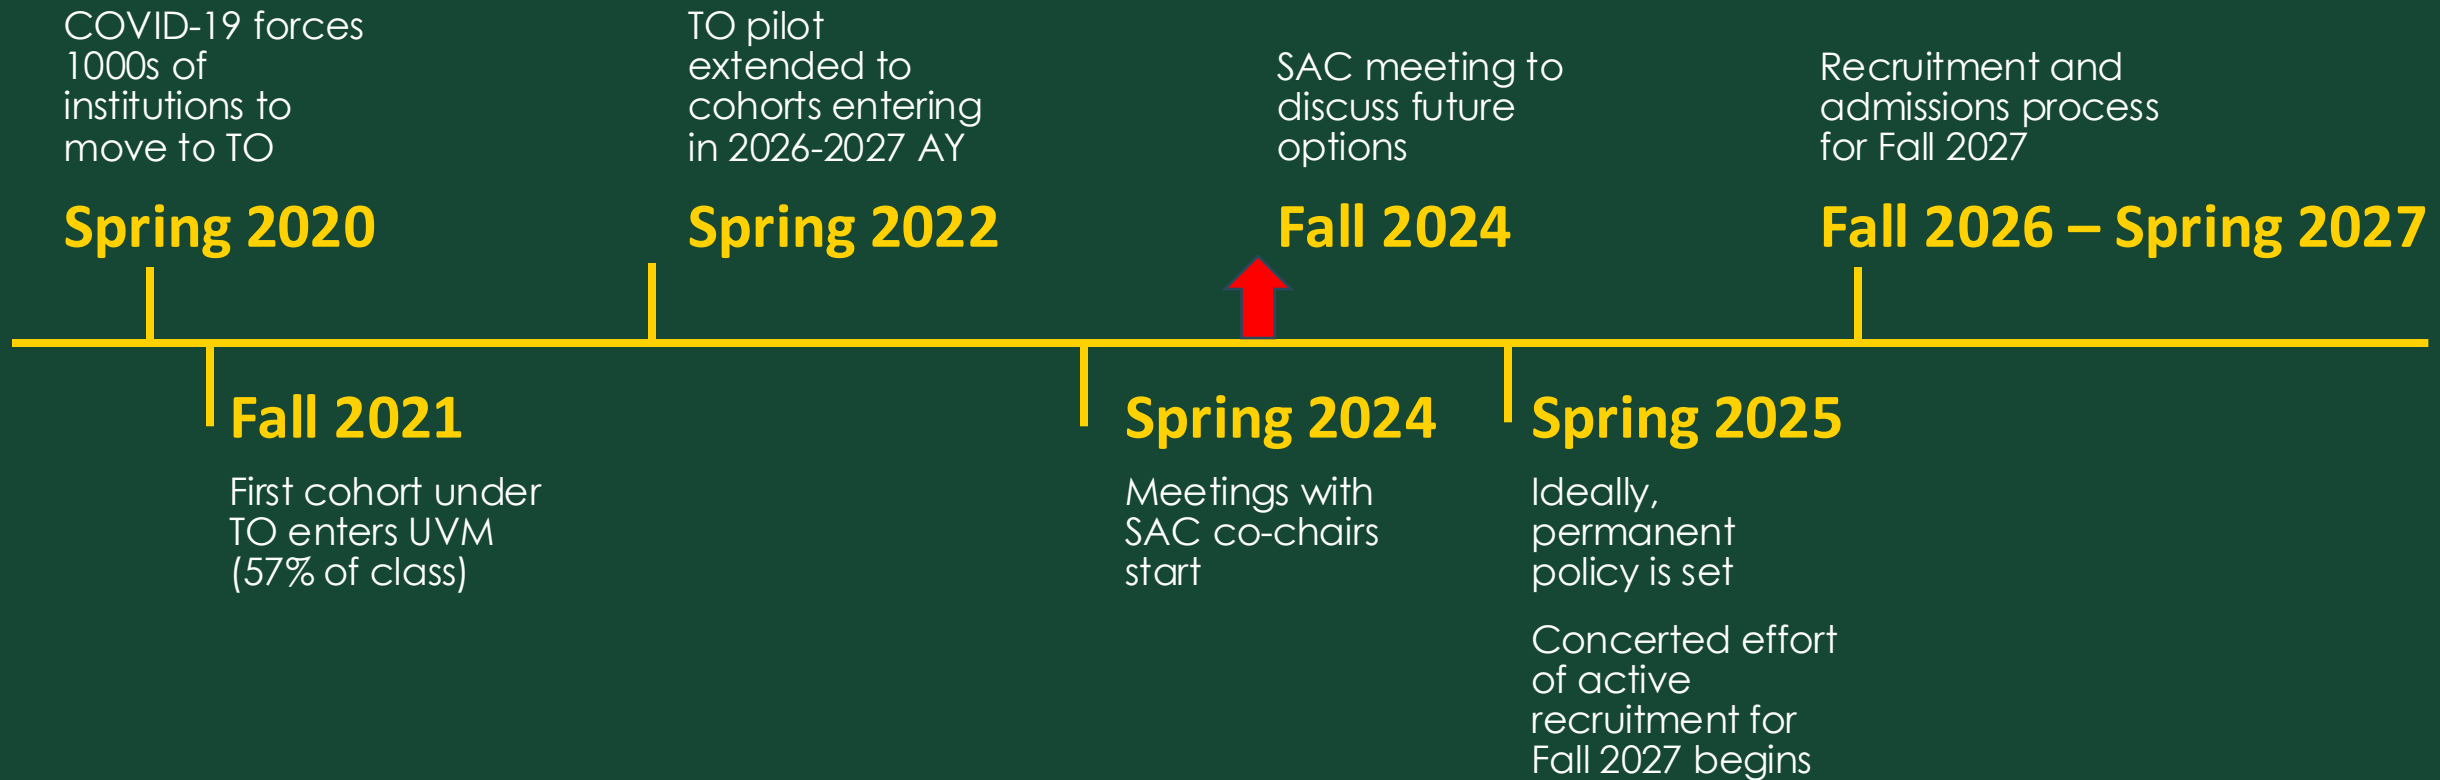 COVID-19 forces
1000s of
institutions to
move to TO
Spring 2020
TO pilot
extended to
cohorts entering
in 2026-2027 AY
Spring 2022
SAC meeting to
discuss future
options
Fall 2024
Recruitment and
admissions process
for Fall 2027
Fall 2026 – Spring 2027
Fall 2021
First cohort under
TO enters UVM
(57% of class)
Spring 2024
Meetings with
SAC co-chairs
start
Spring 2025
Ideally,
permanent
policy is set
Concerted effort
of active
recruitment for
Fall 2027 begins